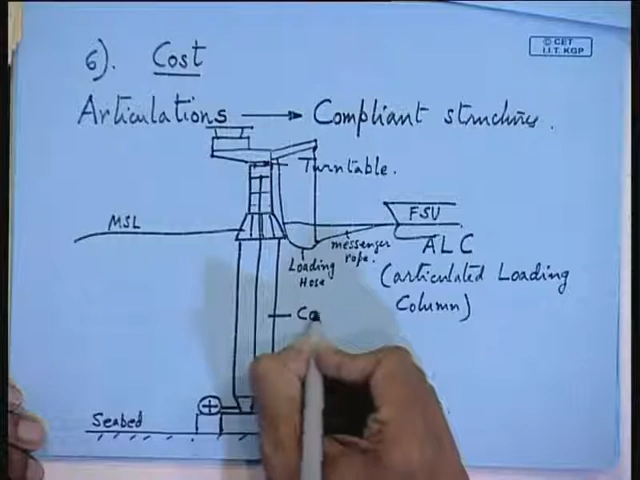 © CET
I.I.T. KGP
6). Cost
Articulations → Compliant structures.
Turntable.
MSL
FSU
messenger rope.
ALC
Loading Hose
(articulated Loading Column)
Co
Seabed